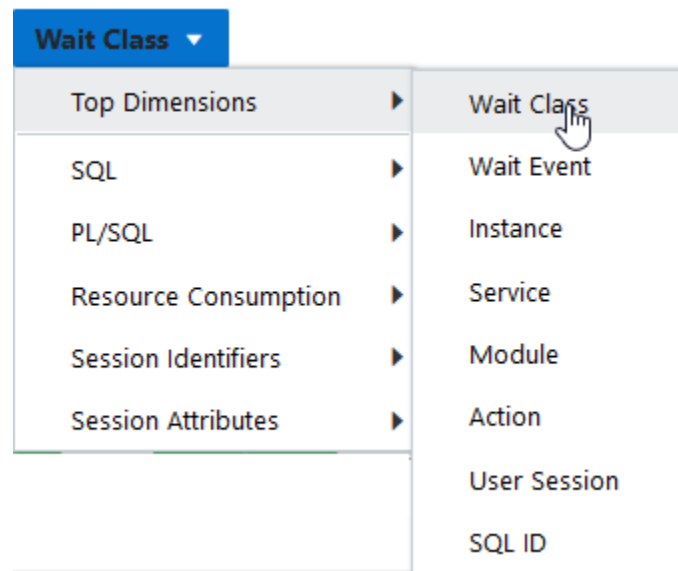 Wait Class
Top Dimensions
SQL
PL/SQL
Resource Consumption
Session Identifiers
Session Attributes
Wait Class
Wait Event
Instance
Service
Module
Action
User Session
SQL ID